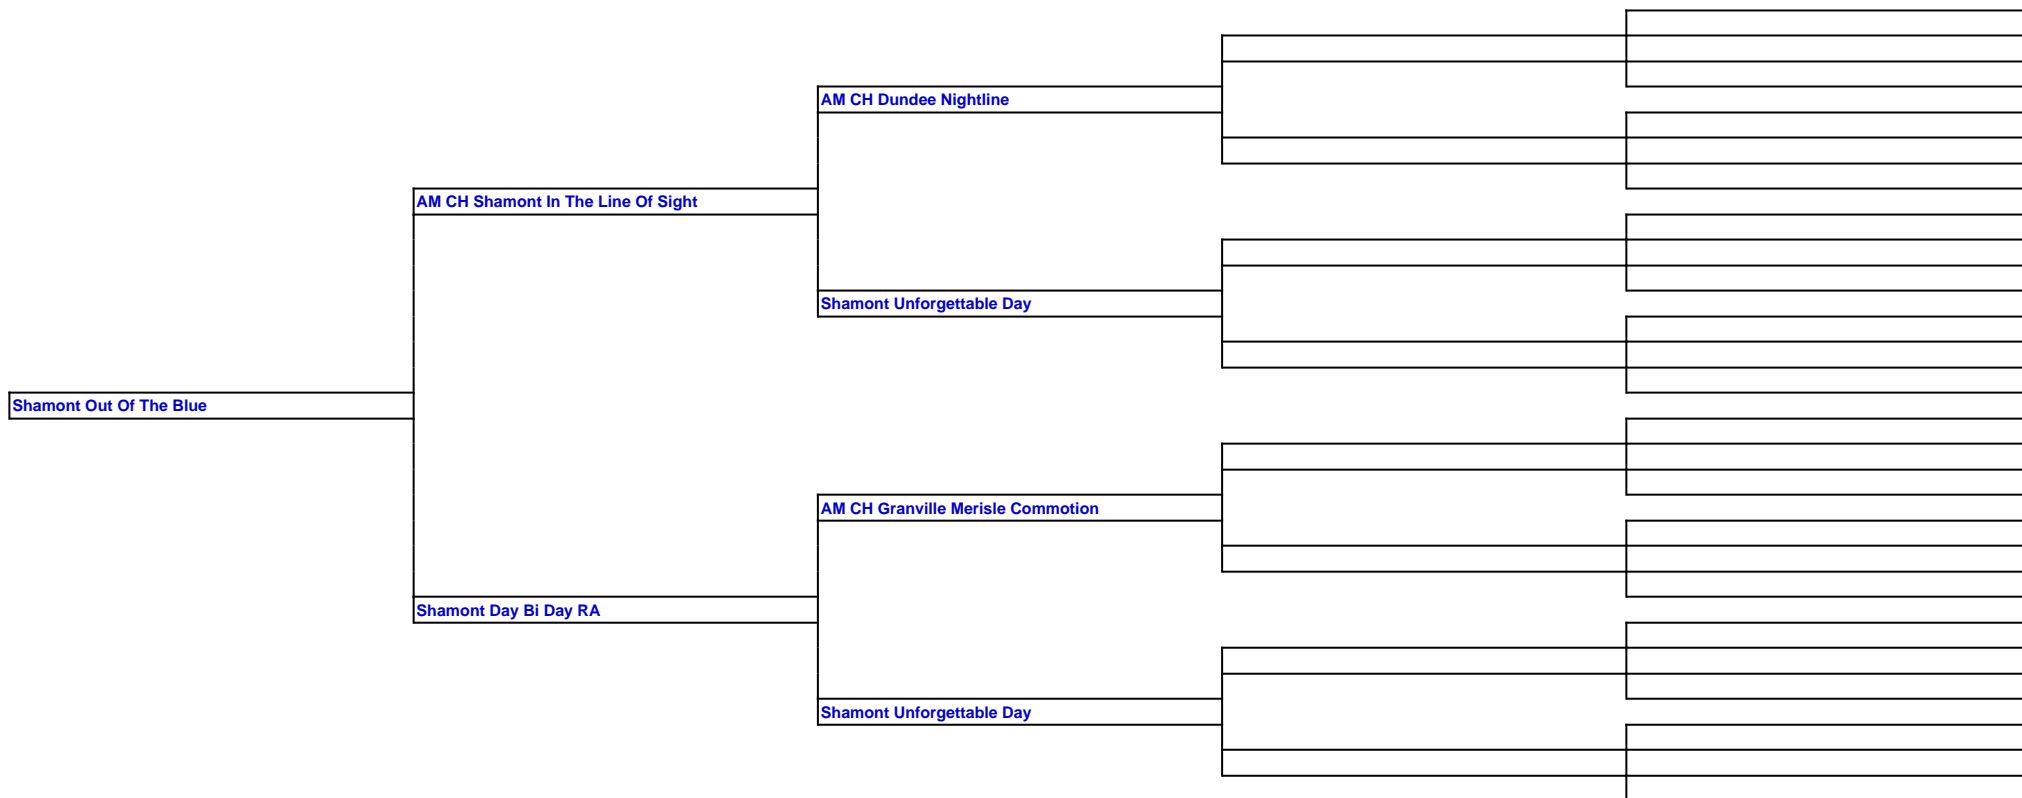 AM CH Dundee Nightline
AM CH Shamont In The Line Of Sight
Shamont Unforgettable Day
Shamont Out Of The Blue
AM CH Granville Merisle Commotion
Shamont Day Bi Day RA
Shamont Unforgettable Day